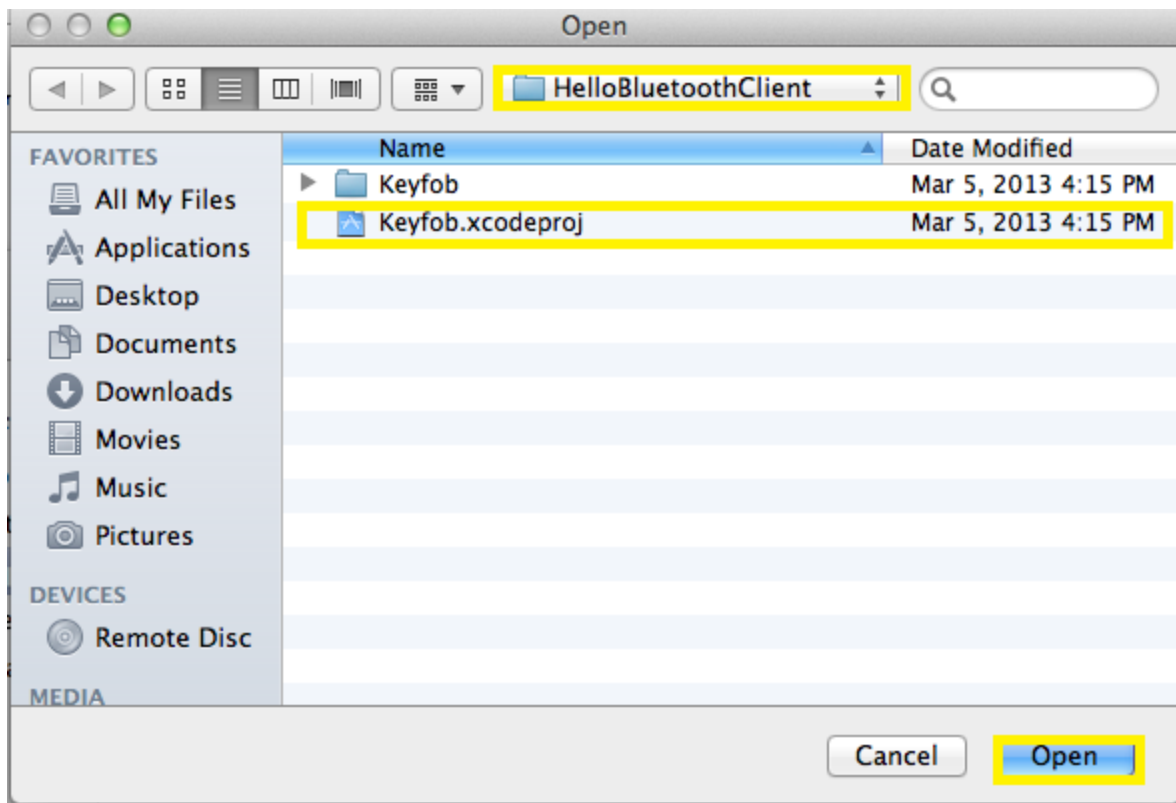 Open
HelloBluetoothClient
FAVORITES
All My Files
Applications
Desktop
Documents
Downloads
Movies
Music
Pictures
DEVICES
Remote Disc
MEDIA
Name Date Modified
Keyfob Mar 5, 2013 4:15 PM
Keyfob.xcodeproj Mar 5, 2013 4:15 PM
Cancel Open